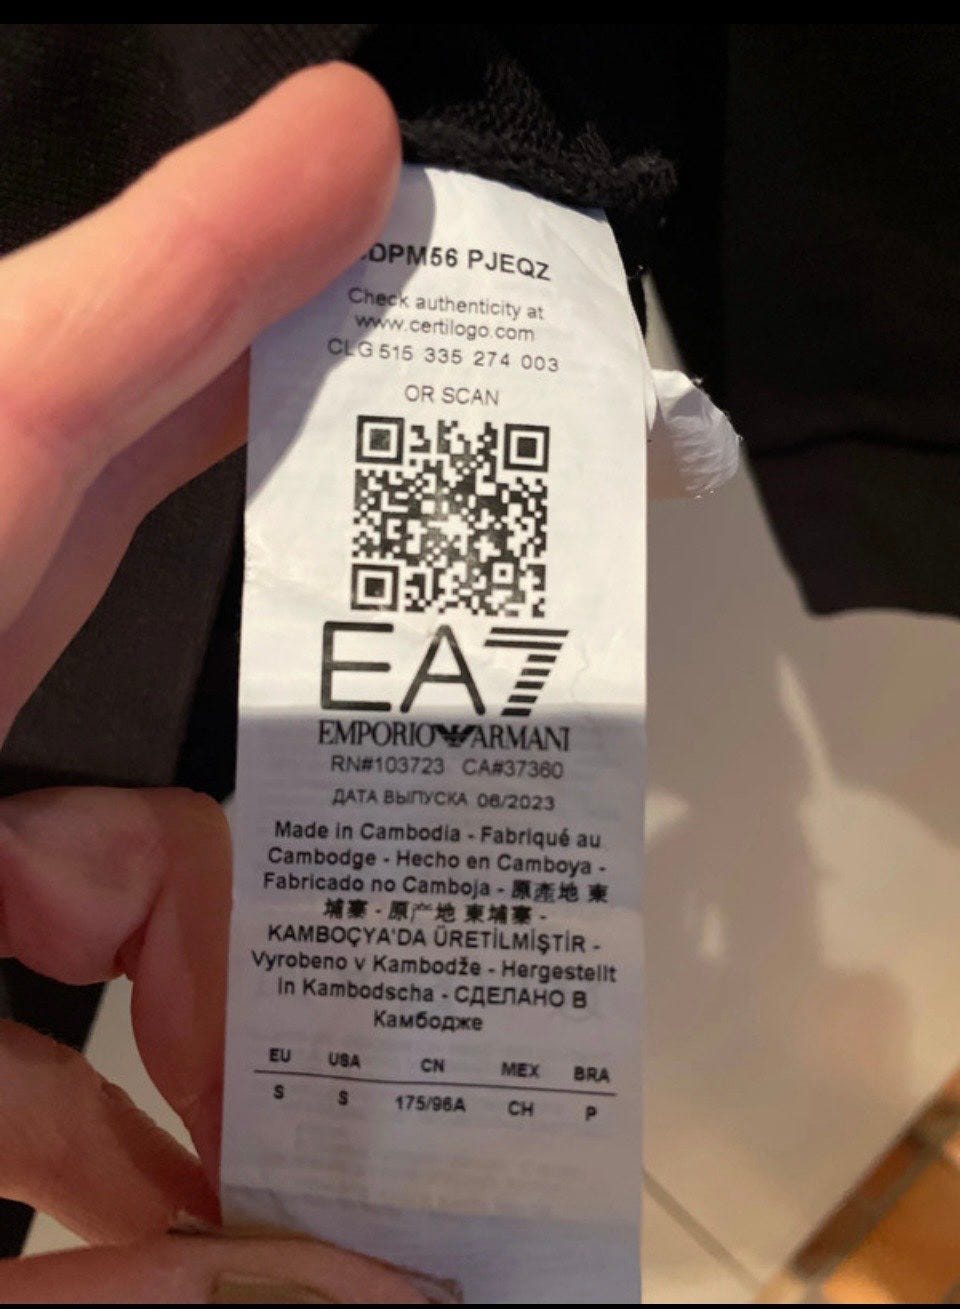 DPM56 PJEQZ
Check authenticity at
www.certilogo.com
CLG 515 335 274 003
OR SCAN
EA7
EMPORIO ARMANI
RN#103723 CA#37360
ДАТА ВЫПУСКА 06/2023
Made in Cambodia - Fabriqué au
Cambodge - Hecho en Camboya -
Fabricado no Camboja - 原產地 東
埔寨 - 原产地 東埔寨 -
KAMBOÇYA'DA ÜRETİLMİŞTİR -
Vyrobeno v Kambodže - Hergestellt
In Kambodscha - СДЕЛАНО В
Камбодже
EU USA CN MEX BRA
S S 175/96A CH P